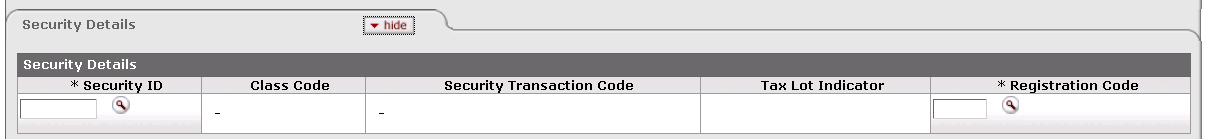 Security Details hide
Security Details
* Security ID Class Code Security Transaction Code Tax Lot Indicator * Registration Code
- -